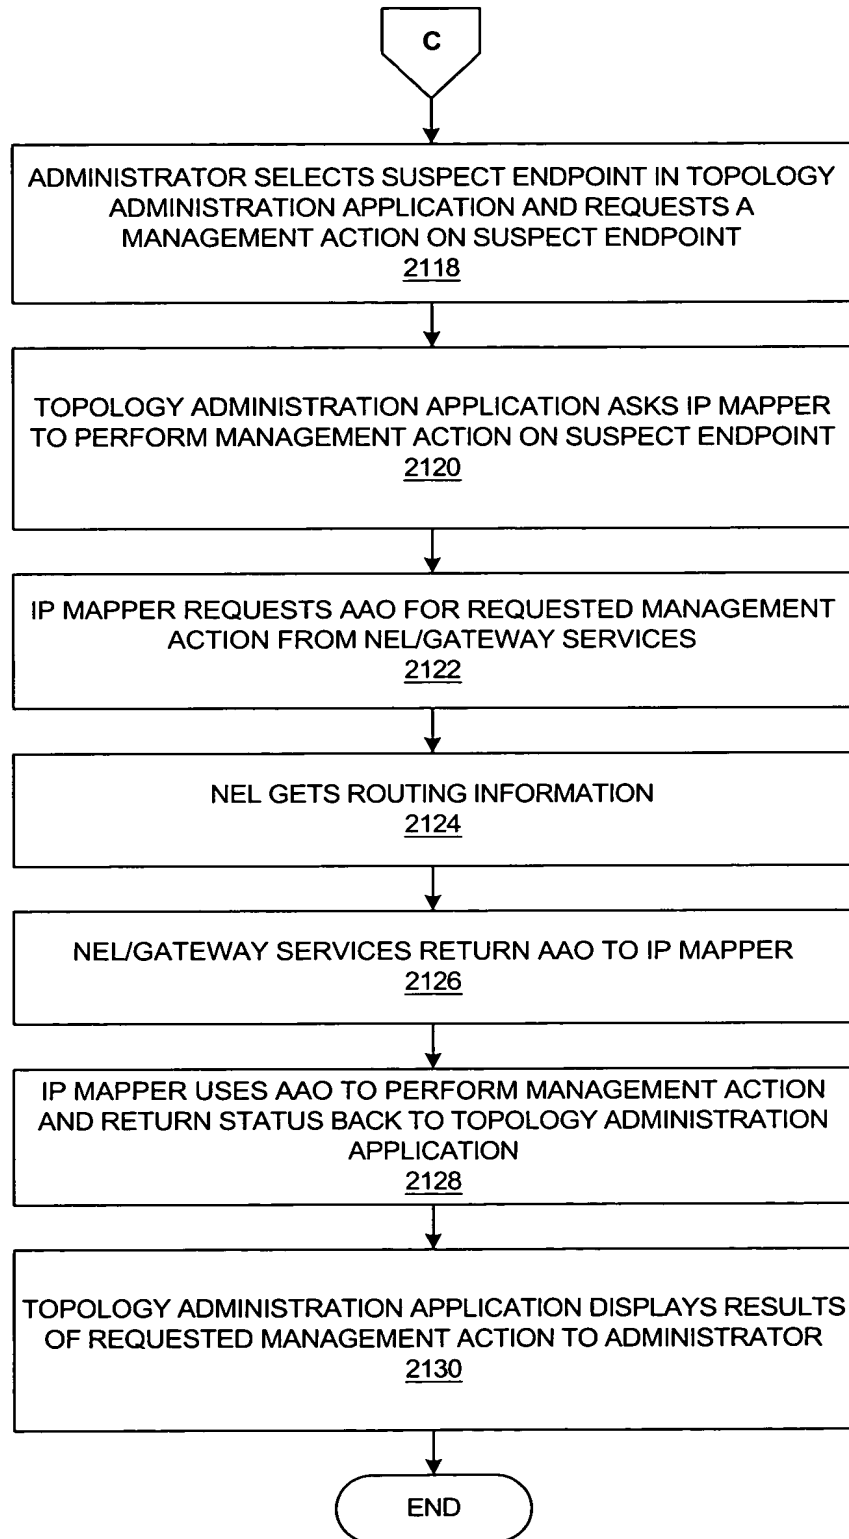 C
ADMINISTRATOR SELECTS SUSPECT ENDPOINT IN TOPOLOGY
ADMINISTRATION APPLICATION AND REQUESTS A
MANAGEMENT ACTION ON SUSPECT ENDPOINT
2118
TOPOLOGY ADMINISTRATION APPLICATION ASKS IP MAPPER
TO PERFORM MANAGEMENT ACTION ON SUSPECT ENDPOINT
2120
IP MAPPER REQUESTS AAO FOR REQUESTED MANAGEMENT
ACTION FROM NEL/GATEWAY SERVICES
2122
NEL GETS ROUTING INFORMATION
2124
NEL/GATEWAY SERVICES RETURN AAO TO IP MAPPER
2126
IP MAPPER USES AAO TO PERFORM MANAGEMENT ACTION
AND RETURN STATUS BACK TO TOPOLOGY ADMINISTRATION
APPLICATION
2128
TOPOLOGY ADMINISTRATION APPLICATION DISPLAYS RESULTS
OF REQUESTED MANAGEMENT ACTION TO ADMINISTRATOR
2130
END